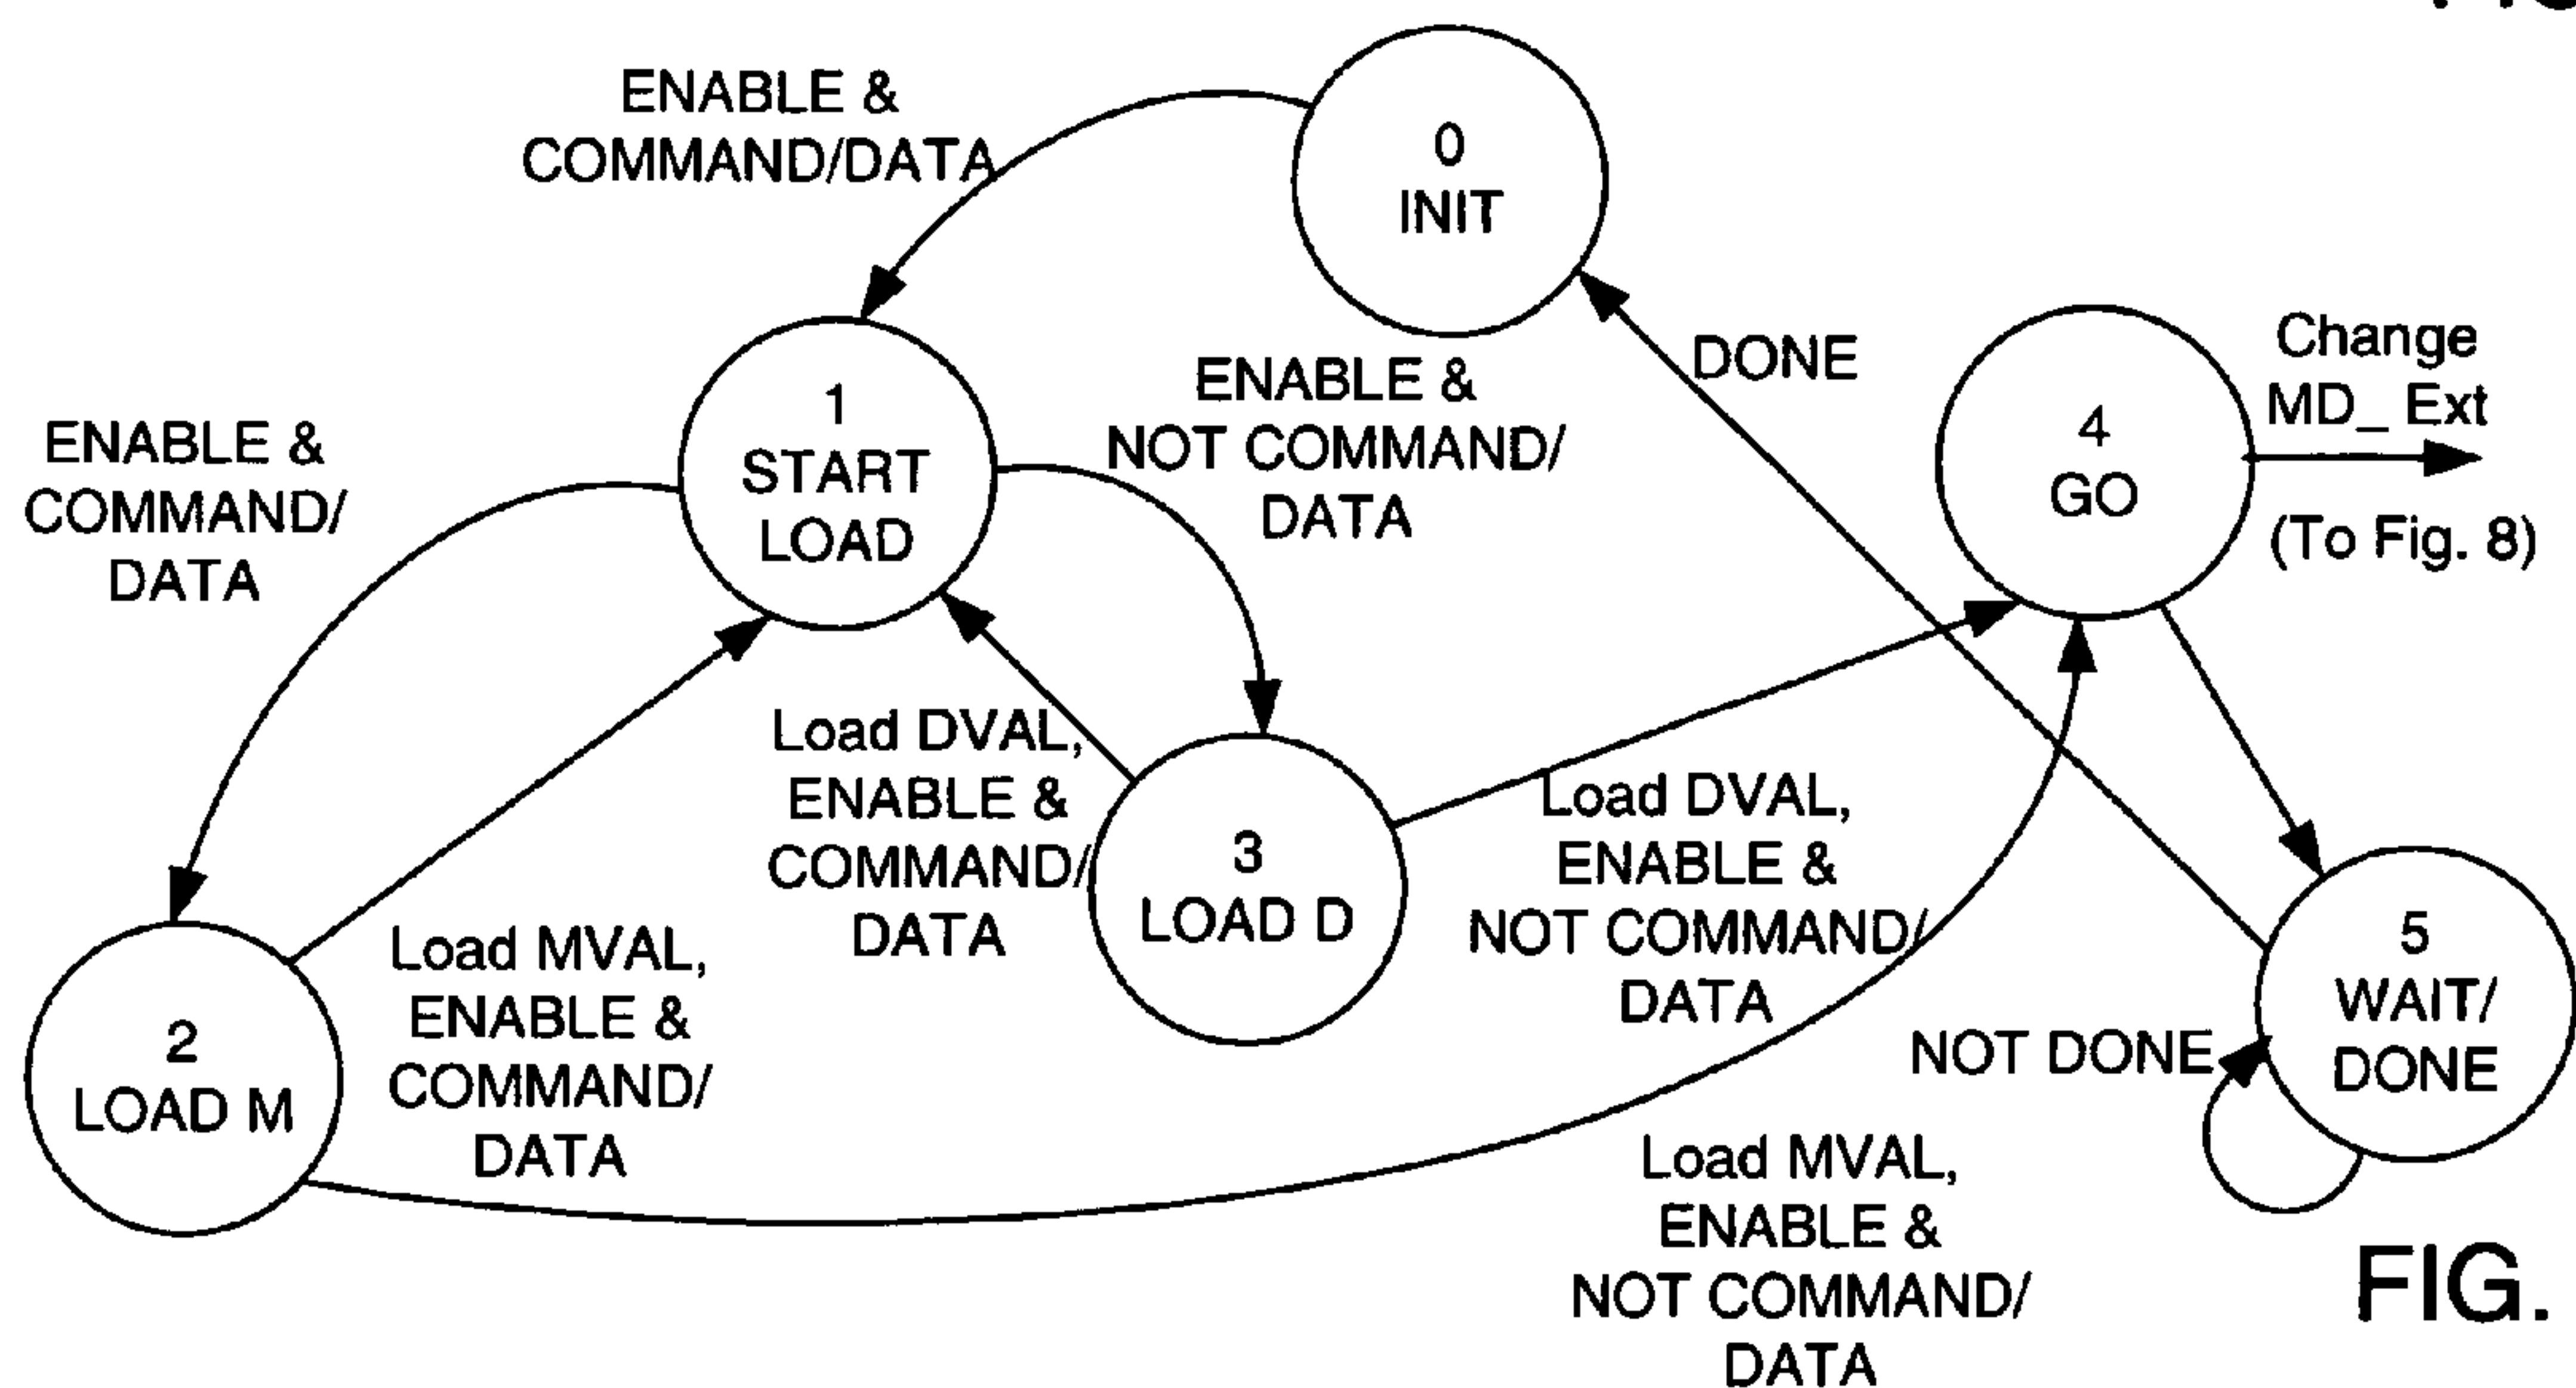 ENABLE &
COMMAND/DATA
0
INIT
DONE
Change
MD_ Ext
(To Fig. 8)
4
GO
ENABLE &
NOT COMMAND/
DATA
1
START
LOAD
ENABLE &
COMMAND/
DATA
Load DVAL,
ENABLE &
COMMAND/
DATA
3
LOAD D
Load DVAL,
ENABLE &
NOT COMMAND/
DATA
5
WAIT/
DONE
NOT DONE
2
LOAD M
Load MVAL,
ENABLE &
COMMAND/
DATA
Load MVAL,
ENABLE &
NOT COMMAND/
DATA
FIG.